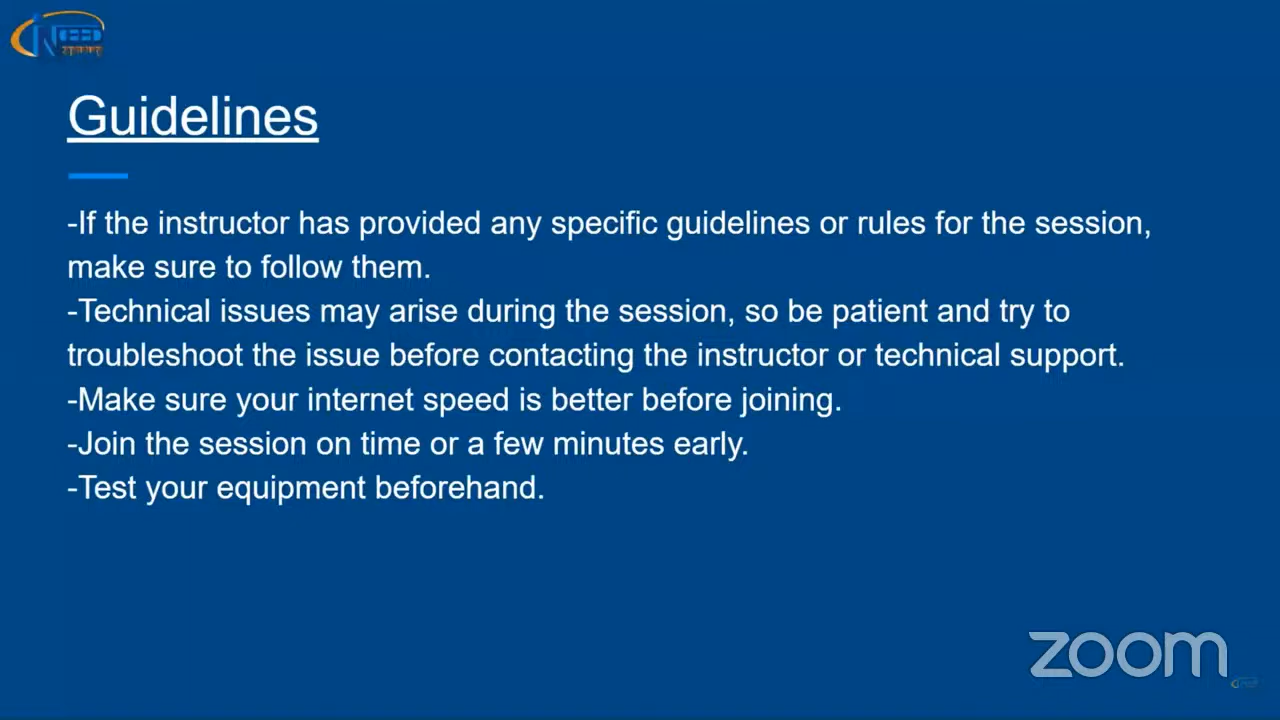 NEED
Guidelines
-If the instructor has provided any specific guidelines or rules for the session,
make sure to follow them.
-Technical issues may arise during the session, so be patient and try to
troubleshoot the issue before contacting the instructor or technical support.
-Make sure your internet speed is better before joining.
-Join the session on time or a few minutes early.
-Test your equipment beforehand.
zoom